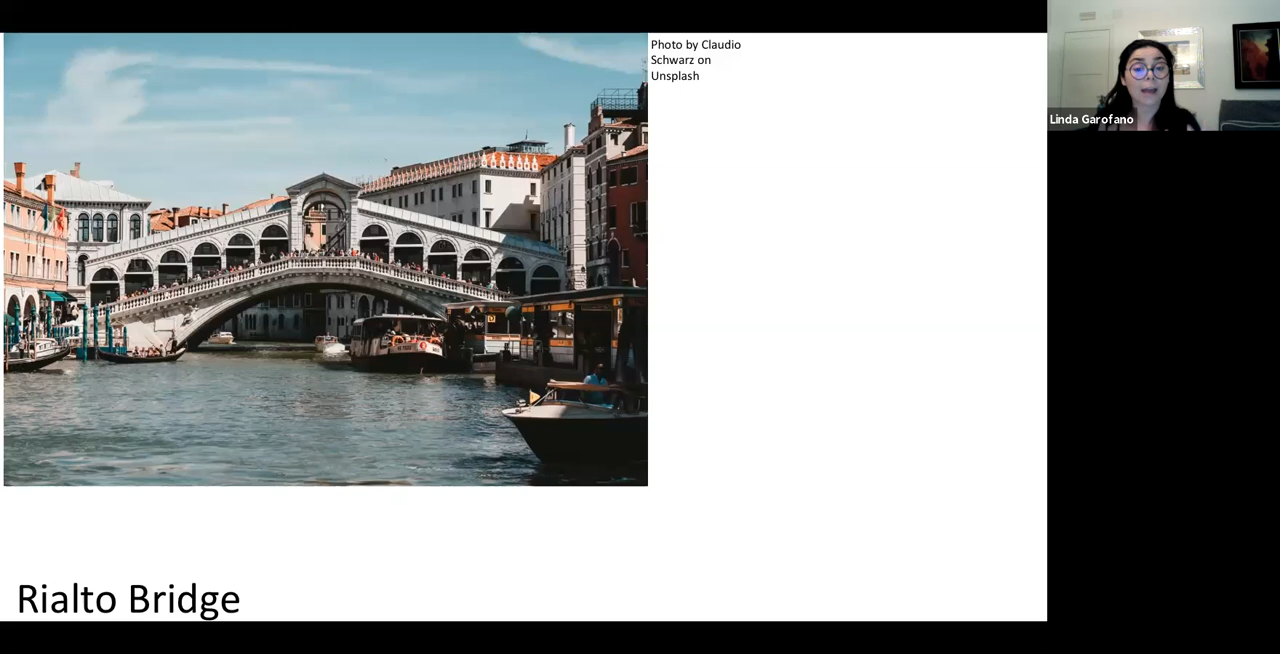 Photo by Claudio
Schwarz on
Unsplash
Linda Garofano
Rialto Bridge